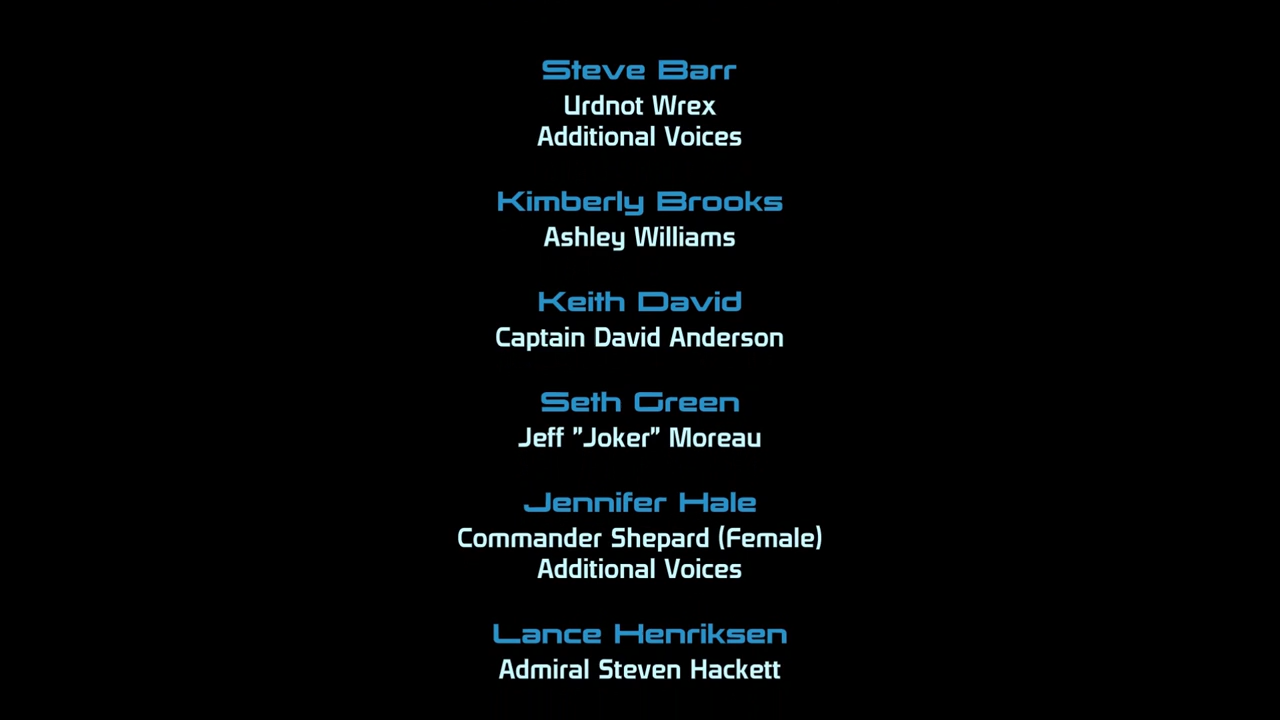 Steve Barr
Urdnot Wrex
Additional Voices
Kimberly Brooks
Ashley Williams
Keith David
Captain David Anderson
Seth Green
Jeff "Joker" Moreau
Jennifer Hale
Commander Shepard (Female)
Additional Voices
Lance Henriksen
Admiral Steven Hackett